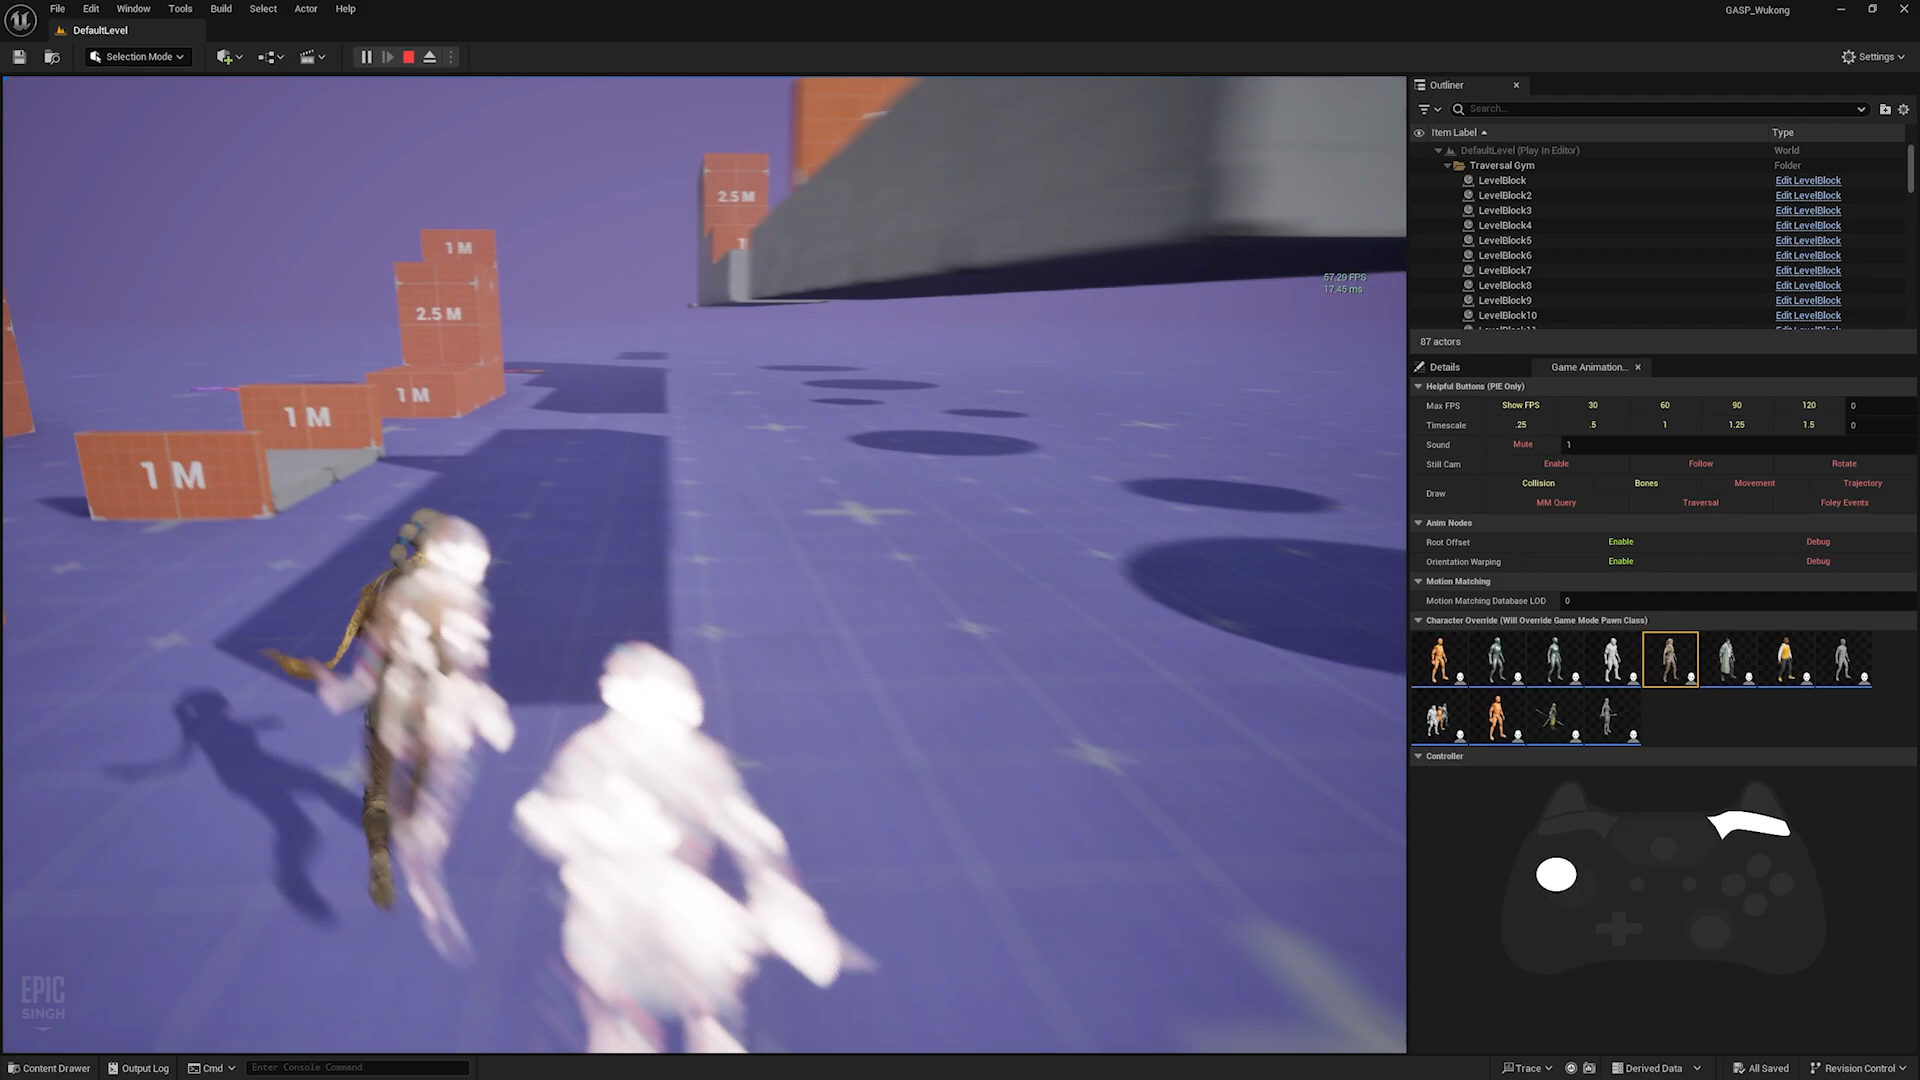 File Edit Window Tools Build Select Actor Help
GASP_Wukong
DefaultLevel
Selection Mode
Settings
1 M
2.5 M
1 M
1 M
1 M
2.5 M
57.29 FPS
17.45 ms
EPIC
SINGH
Outliner
Search...
Item Label Type
DefaultLevel (Play In Editor) World
Traversal Gym Folder
LevelBlock Edit LevelBlock
LevelBlock2 Edit LevelBlock
LevelBlock3 Edit LevelBlock
LevelBlock4 Edit LevelBlock
LevelBlock5 Edit LevelBlock
LevelBlock6 Edit LevelBlock
LevelBlock7 Edit LevelBlock
LevelBlock8 Edit LevelBlock
LevelBlock9 Edit LevelBlock
LevelBlock10 Edit LevelBlock
87 actors
Details Game Animation...
Helpful Buttons (PIE Only)
Max FPS Show FPS 30 60 90 120 0
Timescale .25 .5 1 1.25 1.5 0
Sound Mute 1
Still Cam Enable Follow Rotate
Draw Collision Bones Movement Trajectory
MM Query Traversal Foley Events
Anim Nodes
Root Offset Enable Debug
Orientation Warping Enable Debug
Motion Matching
Motion Matching Database LOD 0
Character Override (Will Override Game Mode Pawn Class)
Controller
Content Drawer Output Log Cmd Enter Console Command Trace Derived Data All Saved Revision Control